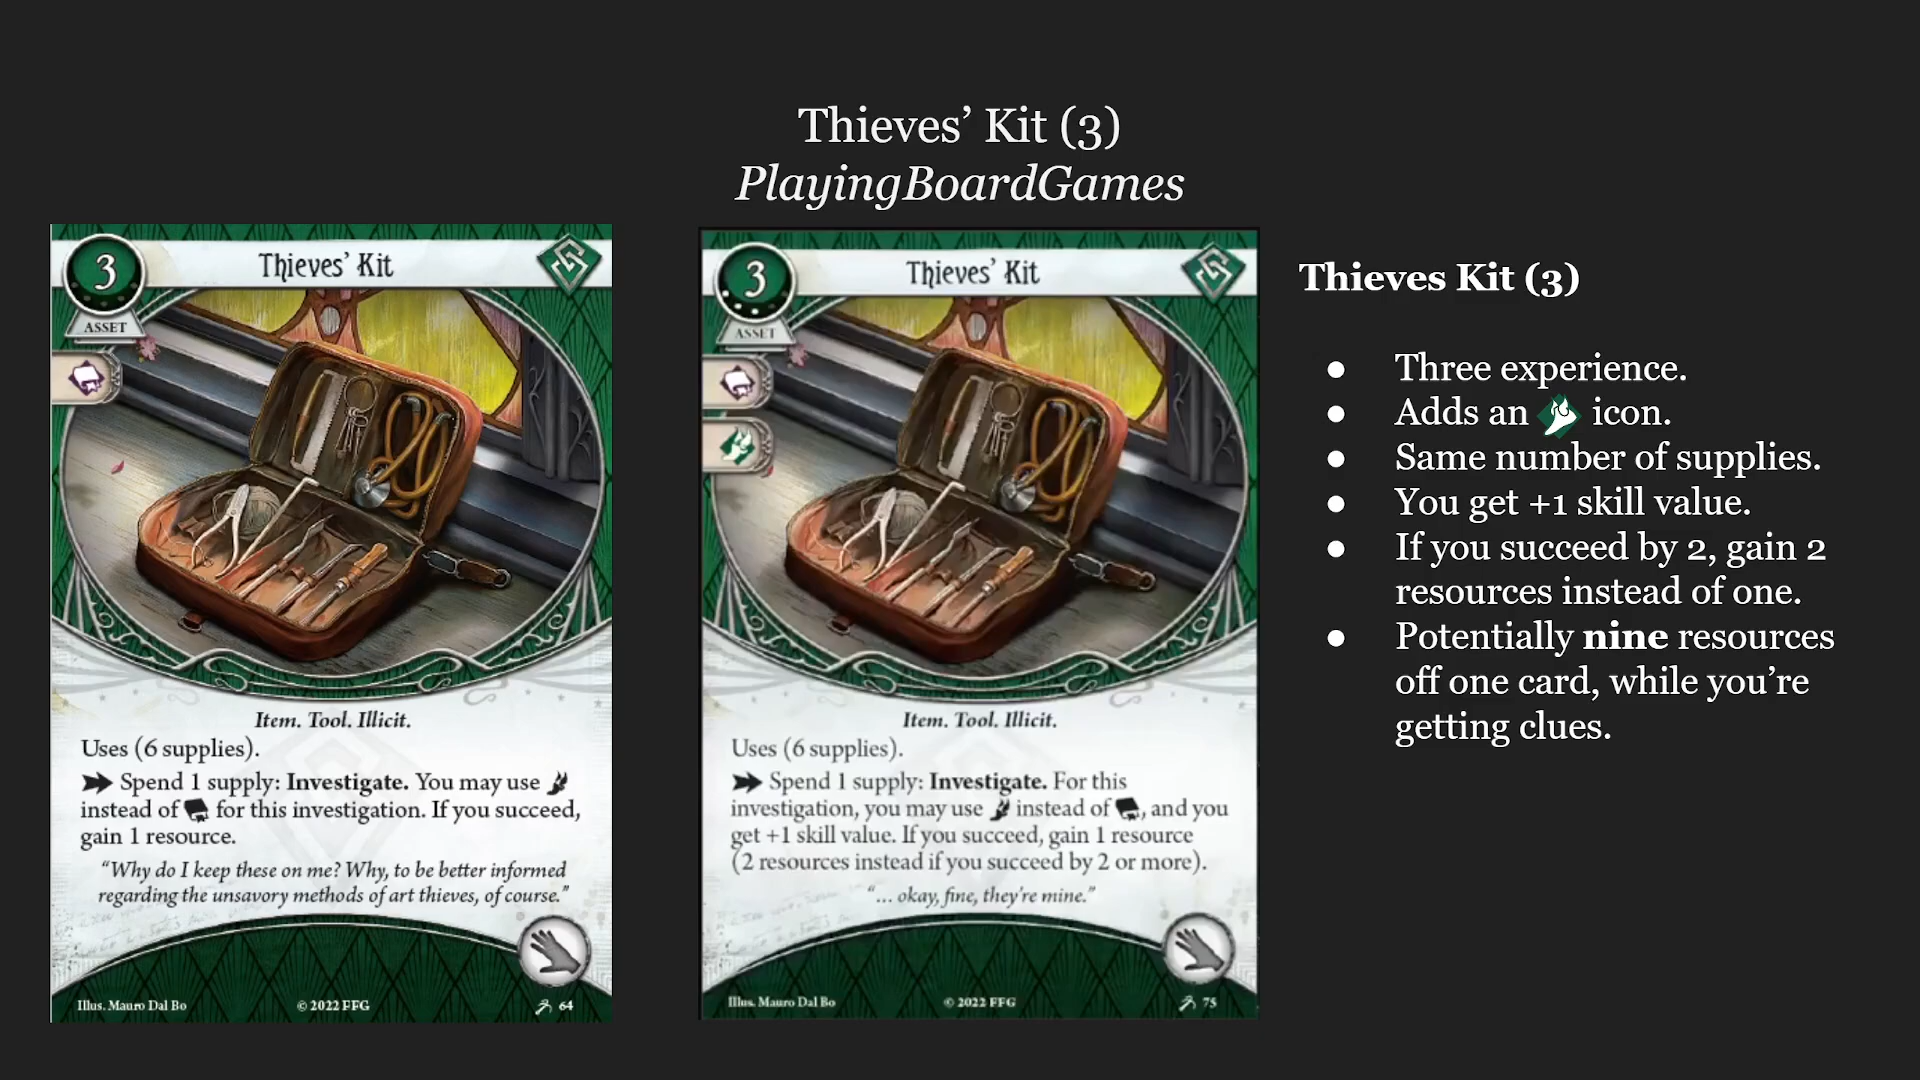 Thieves’ Kit (3)
PlayingBoardGames
3
Thieves’ Kit
ASSET
Item. Tool. Illicit.
Uses (6 supplies).
Spend 1 supply: Investigate. You may use
instead of for this investigation. If you succeed,
gain 1 resource.
“Why do I keep these on me? Why, to be better informed
regarding the unsavory methods of art thieves, of course.”
Illus. Mauro Dal Bo
© 2022 FFG
64
3
Thieves’ Kit
ASSET
Item. Tool. Illicit.
Uses (6 supplies).
Spend 1 supply: Investigate. For this
investigation, you may use instead of , and you
get +1 skill value. If you succeed, gain 1 resource
(2 resources instead if you succeed by 2 or more).
“... okay, fine, they’re mine.”
Illus. Mauro Dal Bo
© 2022 FFG
75
Thieves Kit (3)
● Three experience.
● Adds an icon.
● Same number of supplies.
● You get +1 skill value.
● If you succeed by 2, gain 2
resources instead of one.
● Potentially nine resources
off one card, while you’re
getting clues.